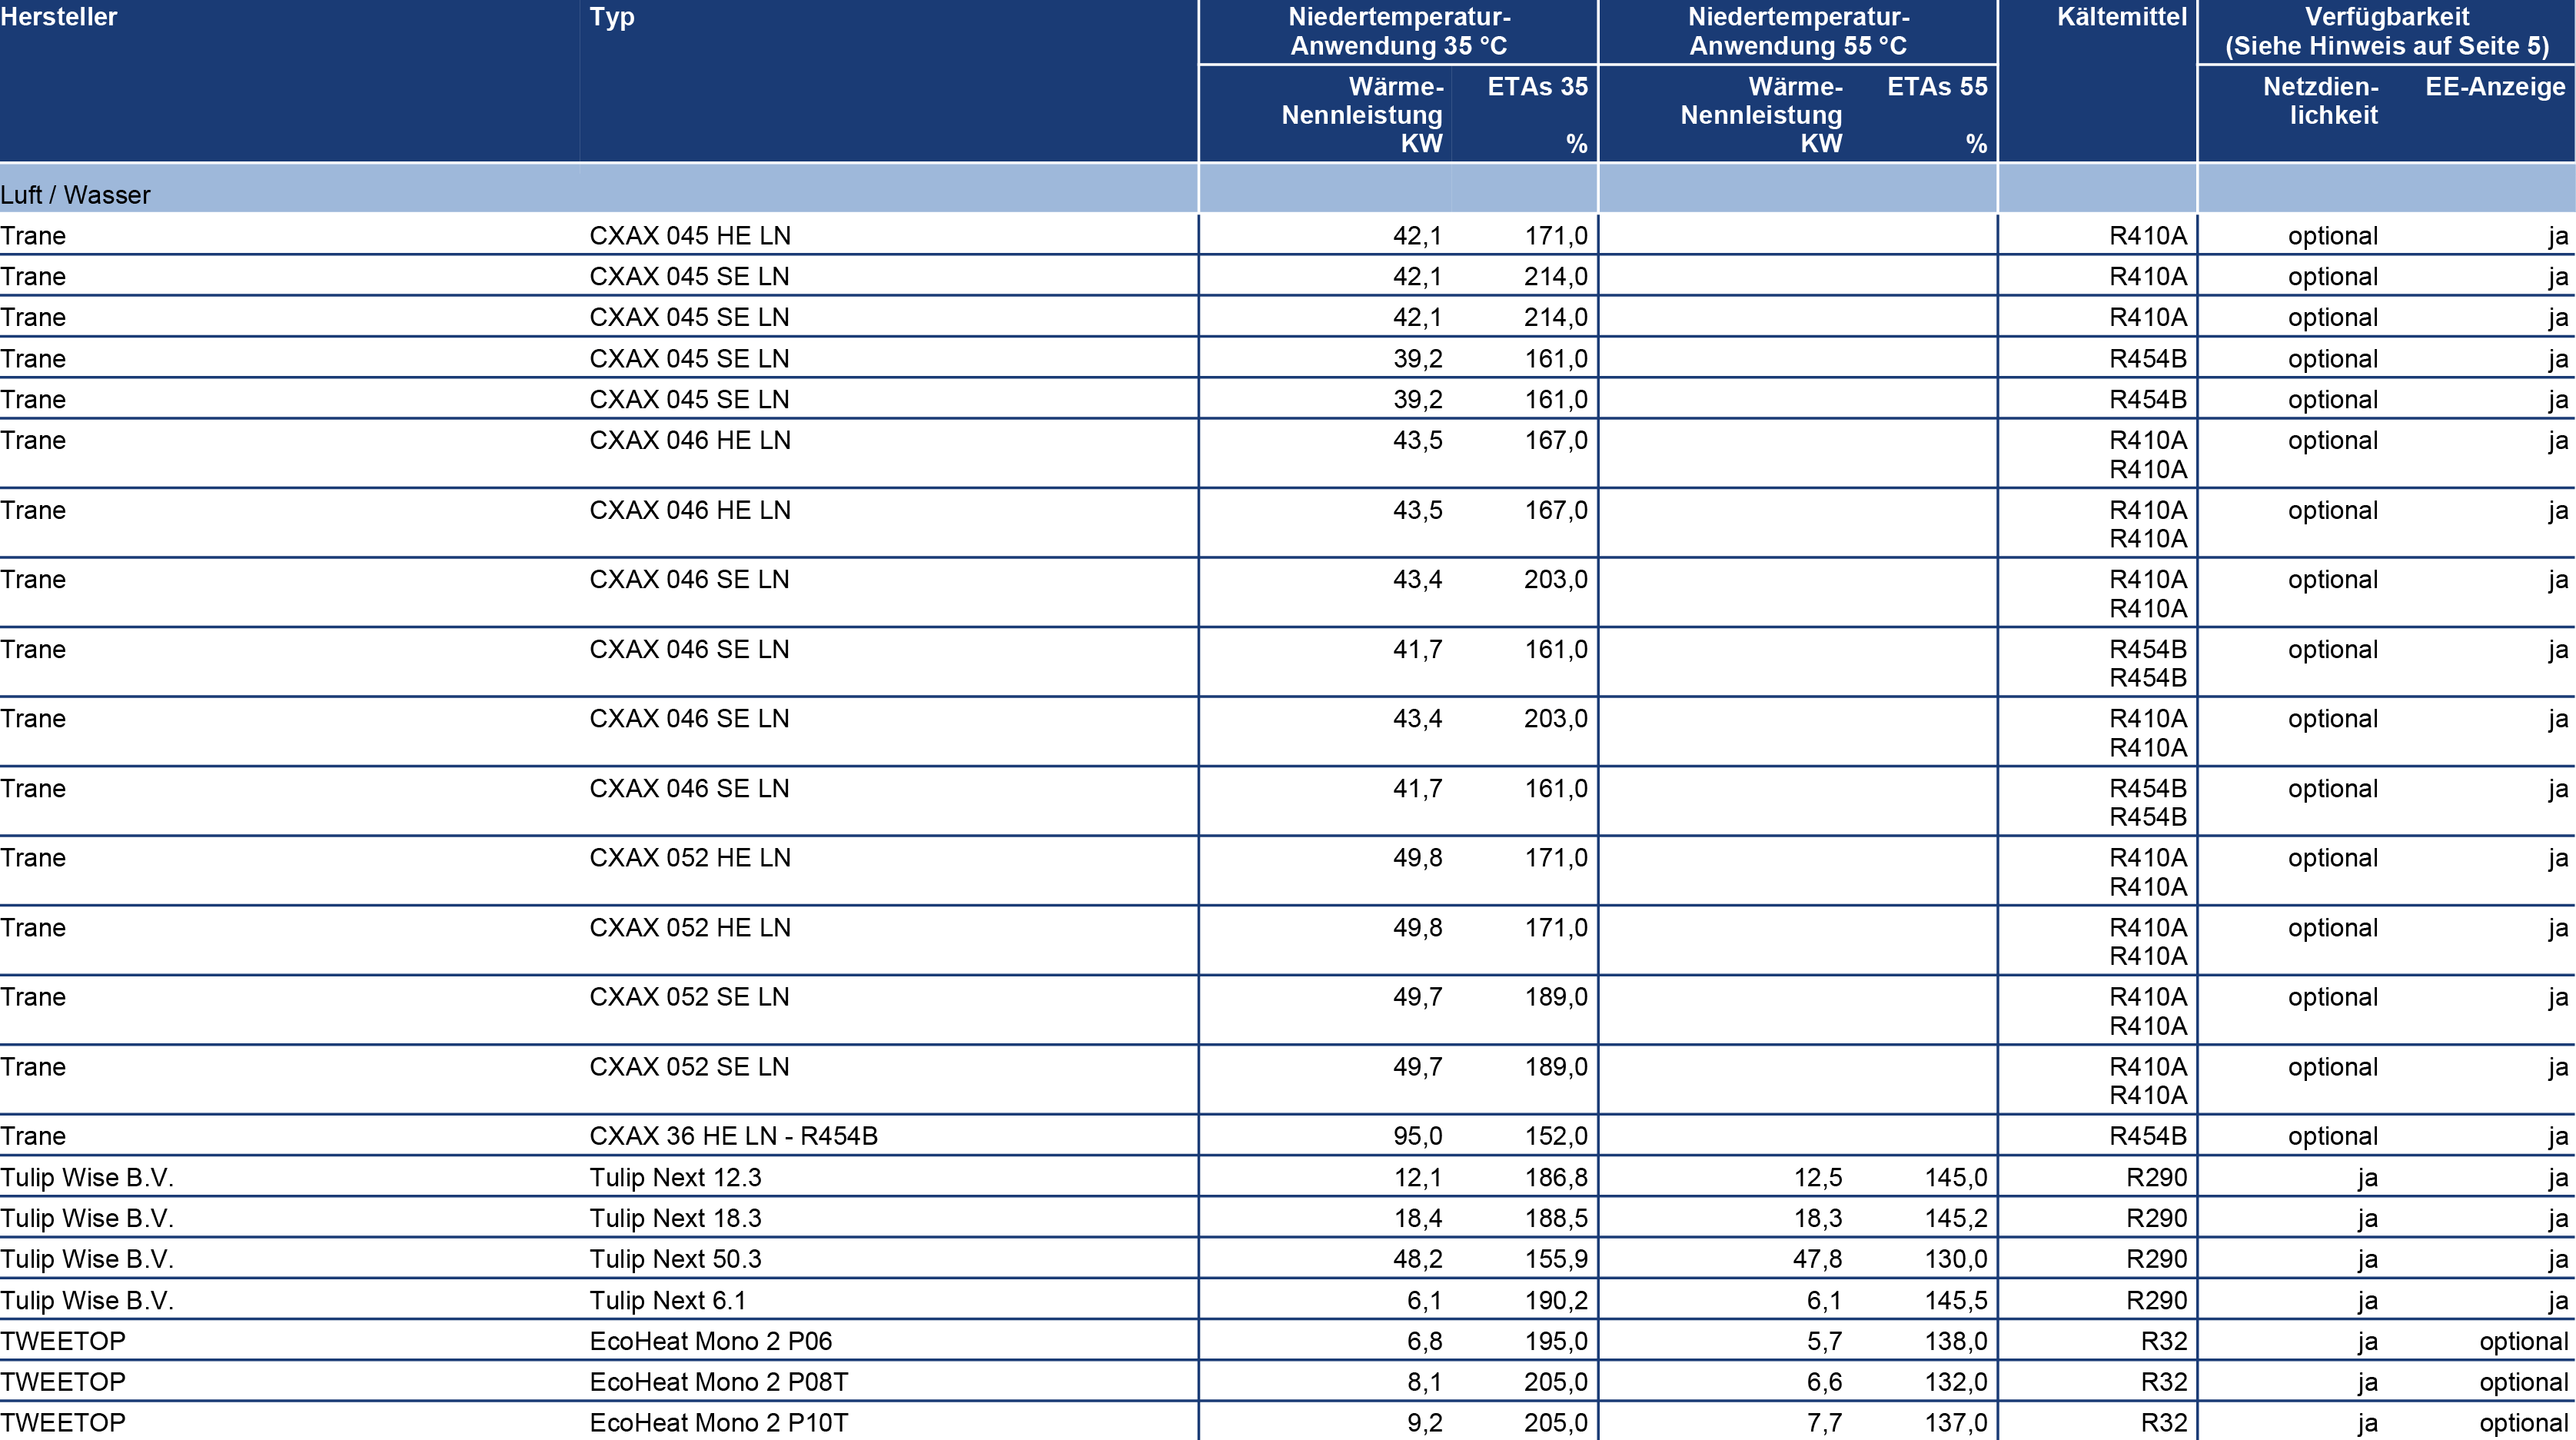 Hersteller Typ Niedertemperatur- Niedertemperatur- Kältemittel Verfügbarkeit
Anwendung 35 °C Anwendung 55 °C (Siehe Hinweis auf Seite 5)
Wärme- ETAs 35 Wärme- ETAs 55 Netzdien- EE-Anzeige
Nennleistung Nennleistung lichkeit
KW % KW %
Luft / Wasser
Trane CXAX 045 HE LN 42,1 171,0 R410A optional ja
Trane CXAX 045 SE LN 42,1 214,0 R410A optional ja
Trane CXAX 045 SE LN 42,1 214,0 R410A optional ja
Trane CXAX 045 SE LN 39,2 161,0 R454B optional ja
Trane CXAX 045 SE LN 39,2 161,0 R454B optional ja
Trane CXAX 046 HE LN 43,5 167,0 R410A optional ja
R410A
Trane CXAX 046 HE LN 43,5 167,0 R410A optional ja
R410A
Trane CXAX 046 SE LN 43,4 203,0 R410A optional ja
R410A
Trane CXAX 046 SE LN 41,7 161,0 R454B optional ja
R454B
Trane CXAX 046 SE LN 43,4 203,0 R410A optional ja
R410A
Trane CXAX 046 SE LN 41,7 161,0 R454B optional ja
R454B
Trane CXAX 052 HE LN 49,8 171,0 R410A optional ja
R410A
Trane CXAX 052 HE LN 49,8 171,0 R410A optional ja
R410A
Trane CXAX 052 SE LN 49,7 189,0 R410A optional ja
R410A
Trane CXAX 052 SE LN 49,7 189,0 R410A optional ja
R410A
Trane CXAX 36 HE LN - R454B 95,0 152,0 R454B optional ja
Tulip Wise B.V. Tulip Next 12.3 12,1 186,8 12,5 145,0 R290 ja ja
Tulip Wise B.V. Tulip Next 18.3 18,4 188,5 18,3 145,2 R290 ja ja
Tulip Wise B.V. Tulip Next 50.3 48,2 155,9 47,8 130,0 R290 ja ja
Tulip Wise B.V. Tulip Next 6.1 6,1 190,2 6,1 145,5 R290 ja ja
TWEETOP EcoHeat Mono 2 P06 6,8 195,0 5,7 138,0 R32 ja optional
TWEETOP EcoHeat Mono 2 P08T 8,1 205,0 6,6 132,0 R32 ja optional
TWEETOP EcoHeat Mono 2 P10T 9,2 205,0 7,7 137,0 R32 ja optional